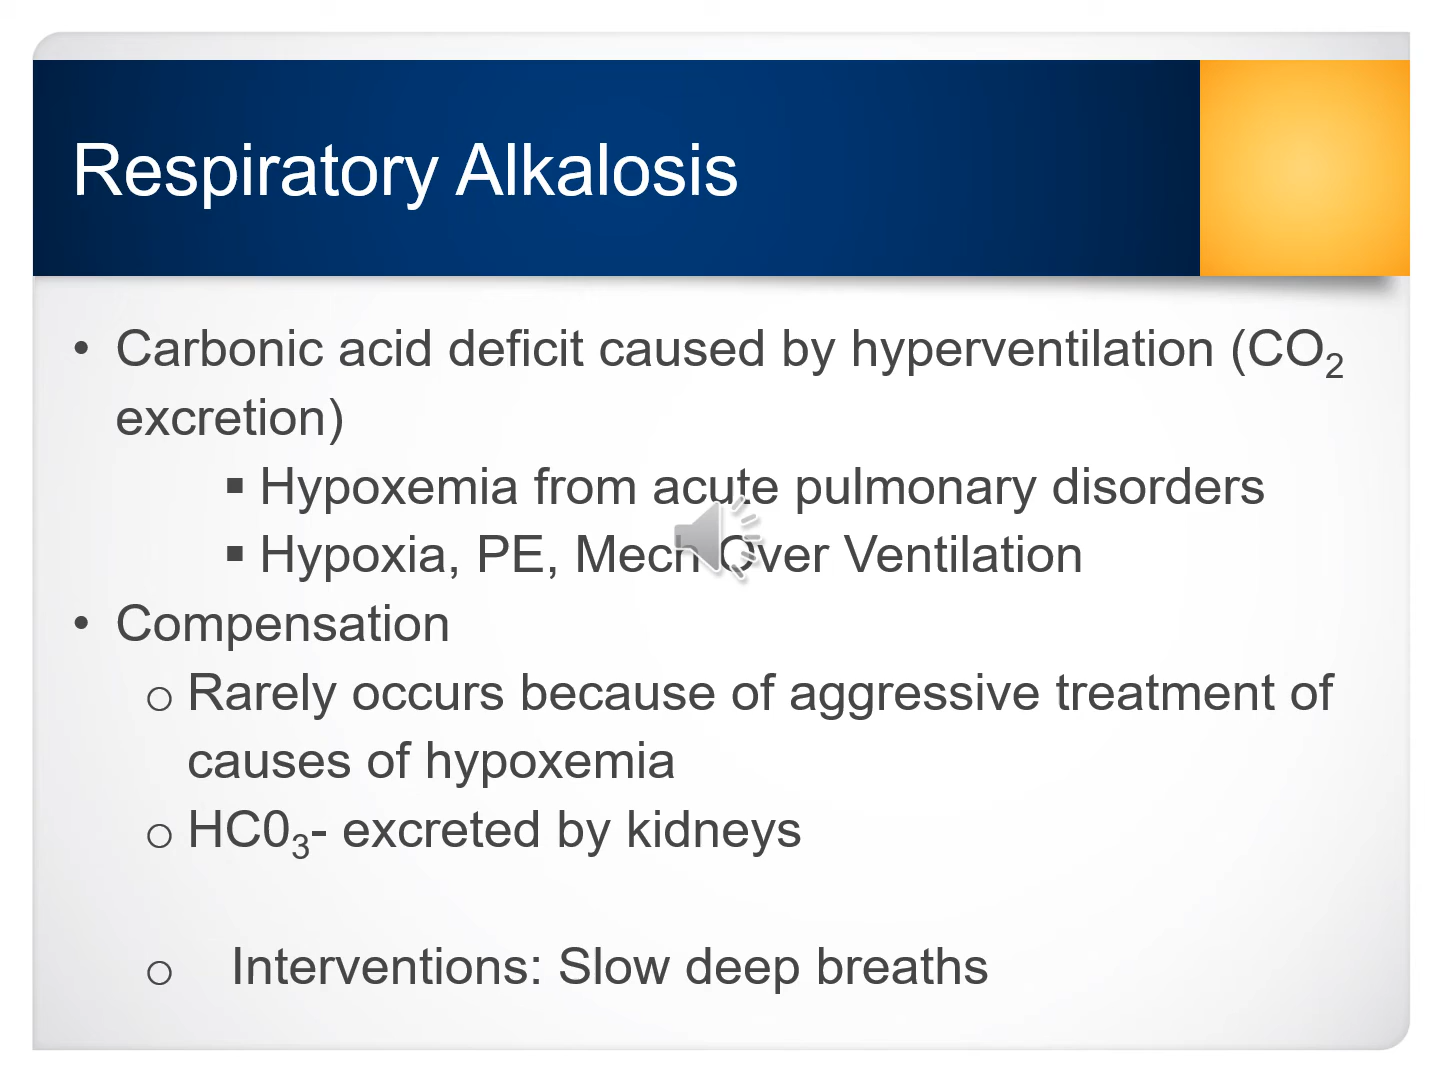 Respiratory Alkalosis
• Carbonic acid deficit caused by hyperventilation (CO₂
excretion)
▪ Hypoxemia from acute pulmonary disorders
▪ Hypoxia, PE, Mech Over Ventilation
• Compensation
o Rarely occurs because of aggressive treatment of
causes of hypoxemia
o HC0₃- excreted by kidneys
o Interventions: Slow deep breaths